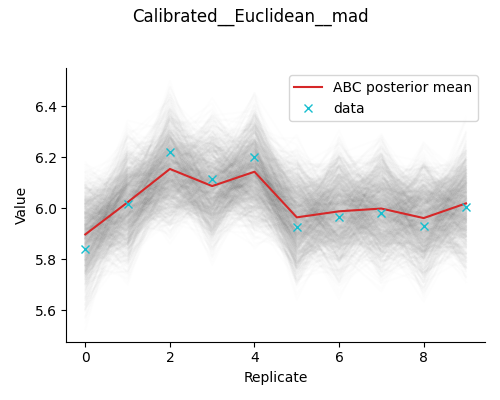 Calibrated__Euclidean__mad
ABC posterior mean
data
6.4
6.2
6.0
5.8
5.6
Value
0
2
4
6
8
Replicate